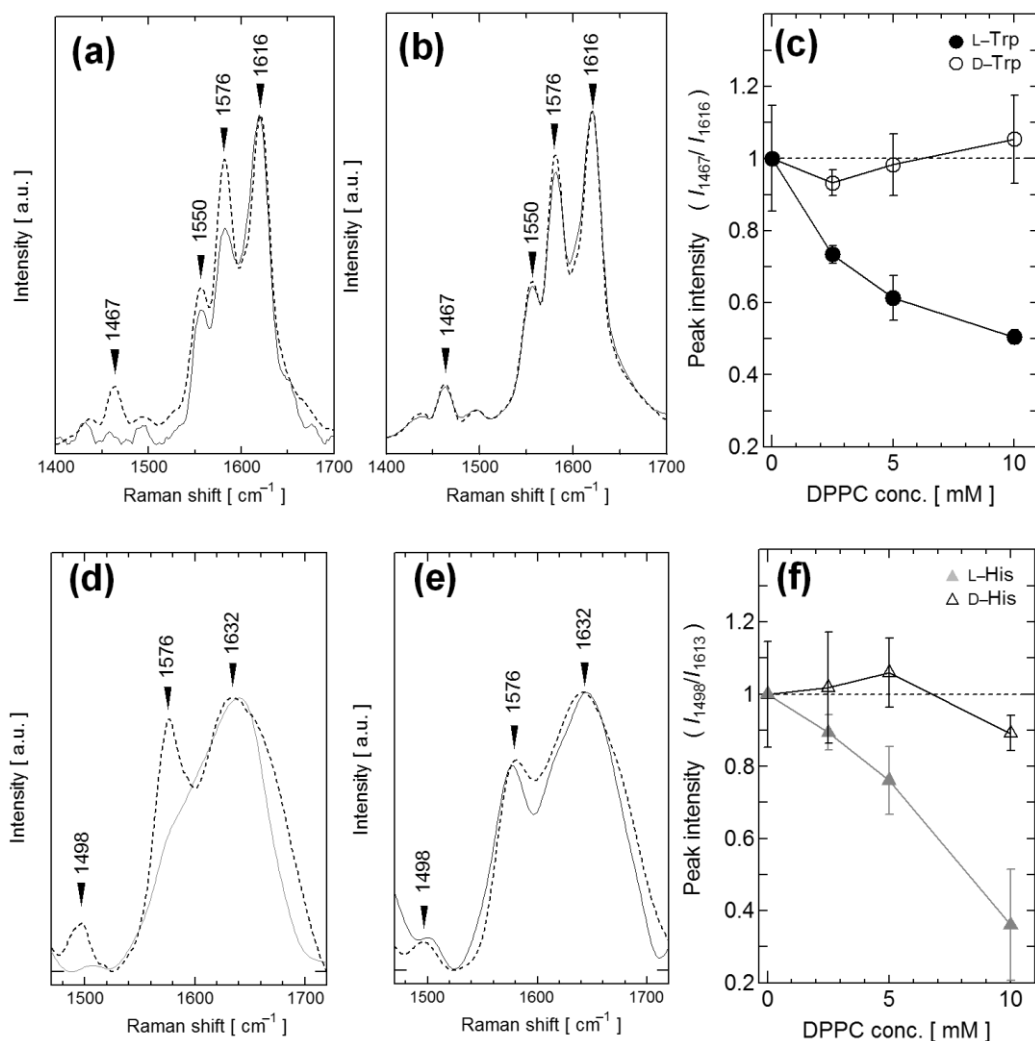 (a)
1467
1550
1576
1616
Intensity [ a.u. ]
1400 1500 1600 1700
Raman shift [ cm⁻¹ ]
(b)
1467
1550
1576
1616
Intensity [ a.u. ]
1400 1500 1600 1700
Raman shift [ cm⁻¹ ]
(c)
L–Trp
D–Trp
Peak intensity ( I1467/ I1616 )
1.2
1
0.8
0.6
0.4
0.2
0 5 10
DPPC conc. [ mM ]
(d)
1498
1576
1632
Intensity [ a.u. ]
1500 1600 1700
Raman shift [ cm⁻¹ ]
(e)
1498
1576
1632
Intensity [ a.u. ]
1500 1600 1700
Raman shift [ cm⁻¹ ]
(f)
L–His
D–His
Peak intensity ( I1498/I1613 )
1.2
1
0.8
0.6
0.4
0.2
0 5 10
DPPC conc. [ mM ]